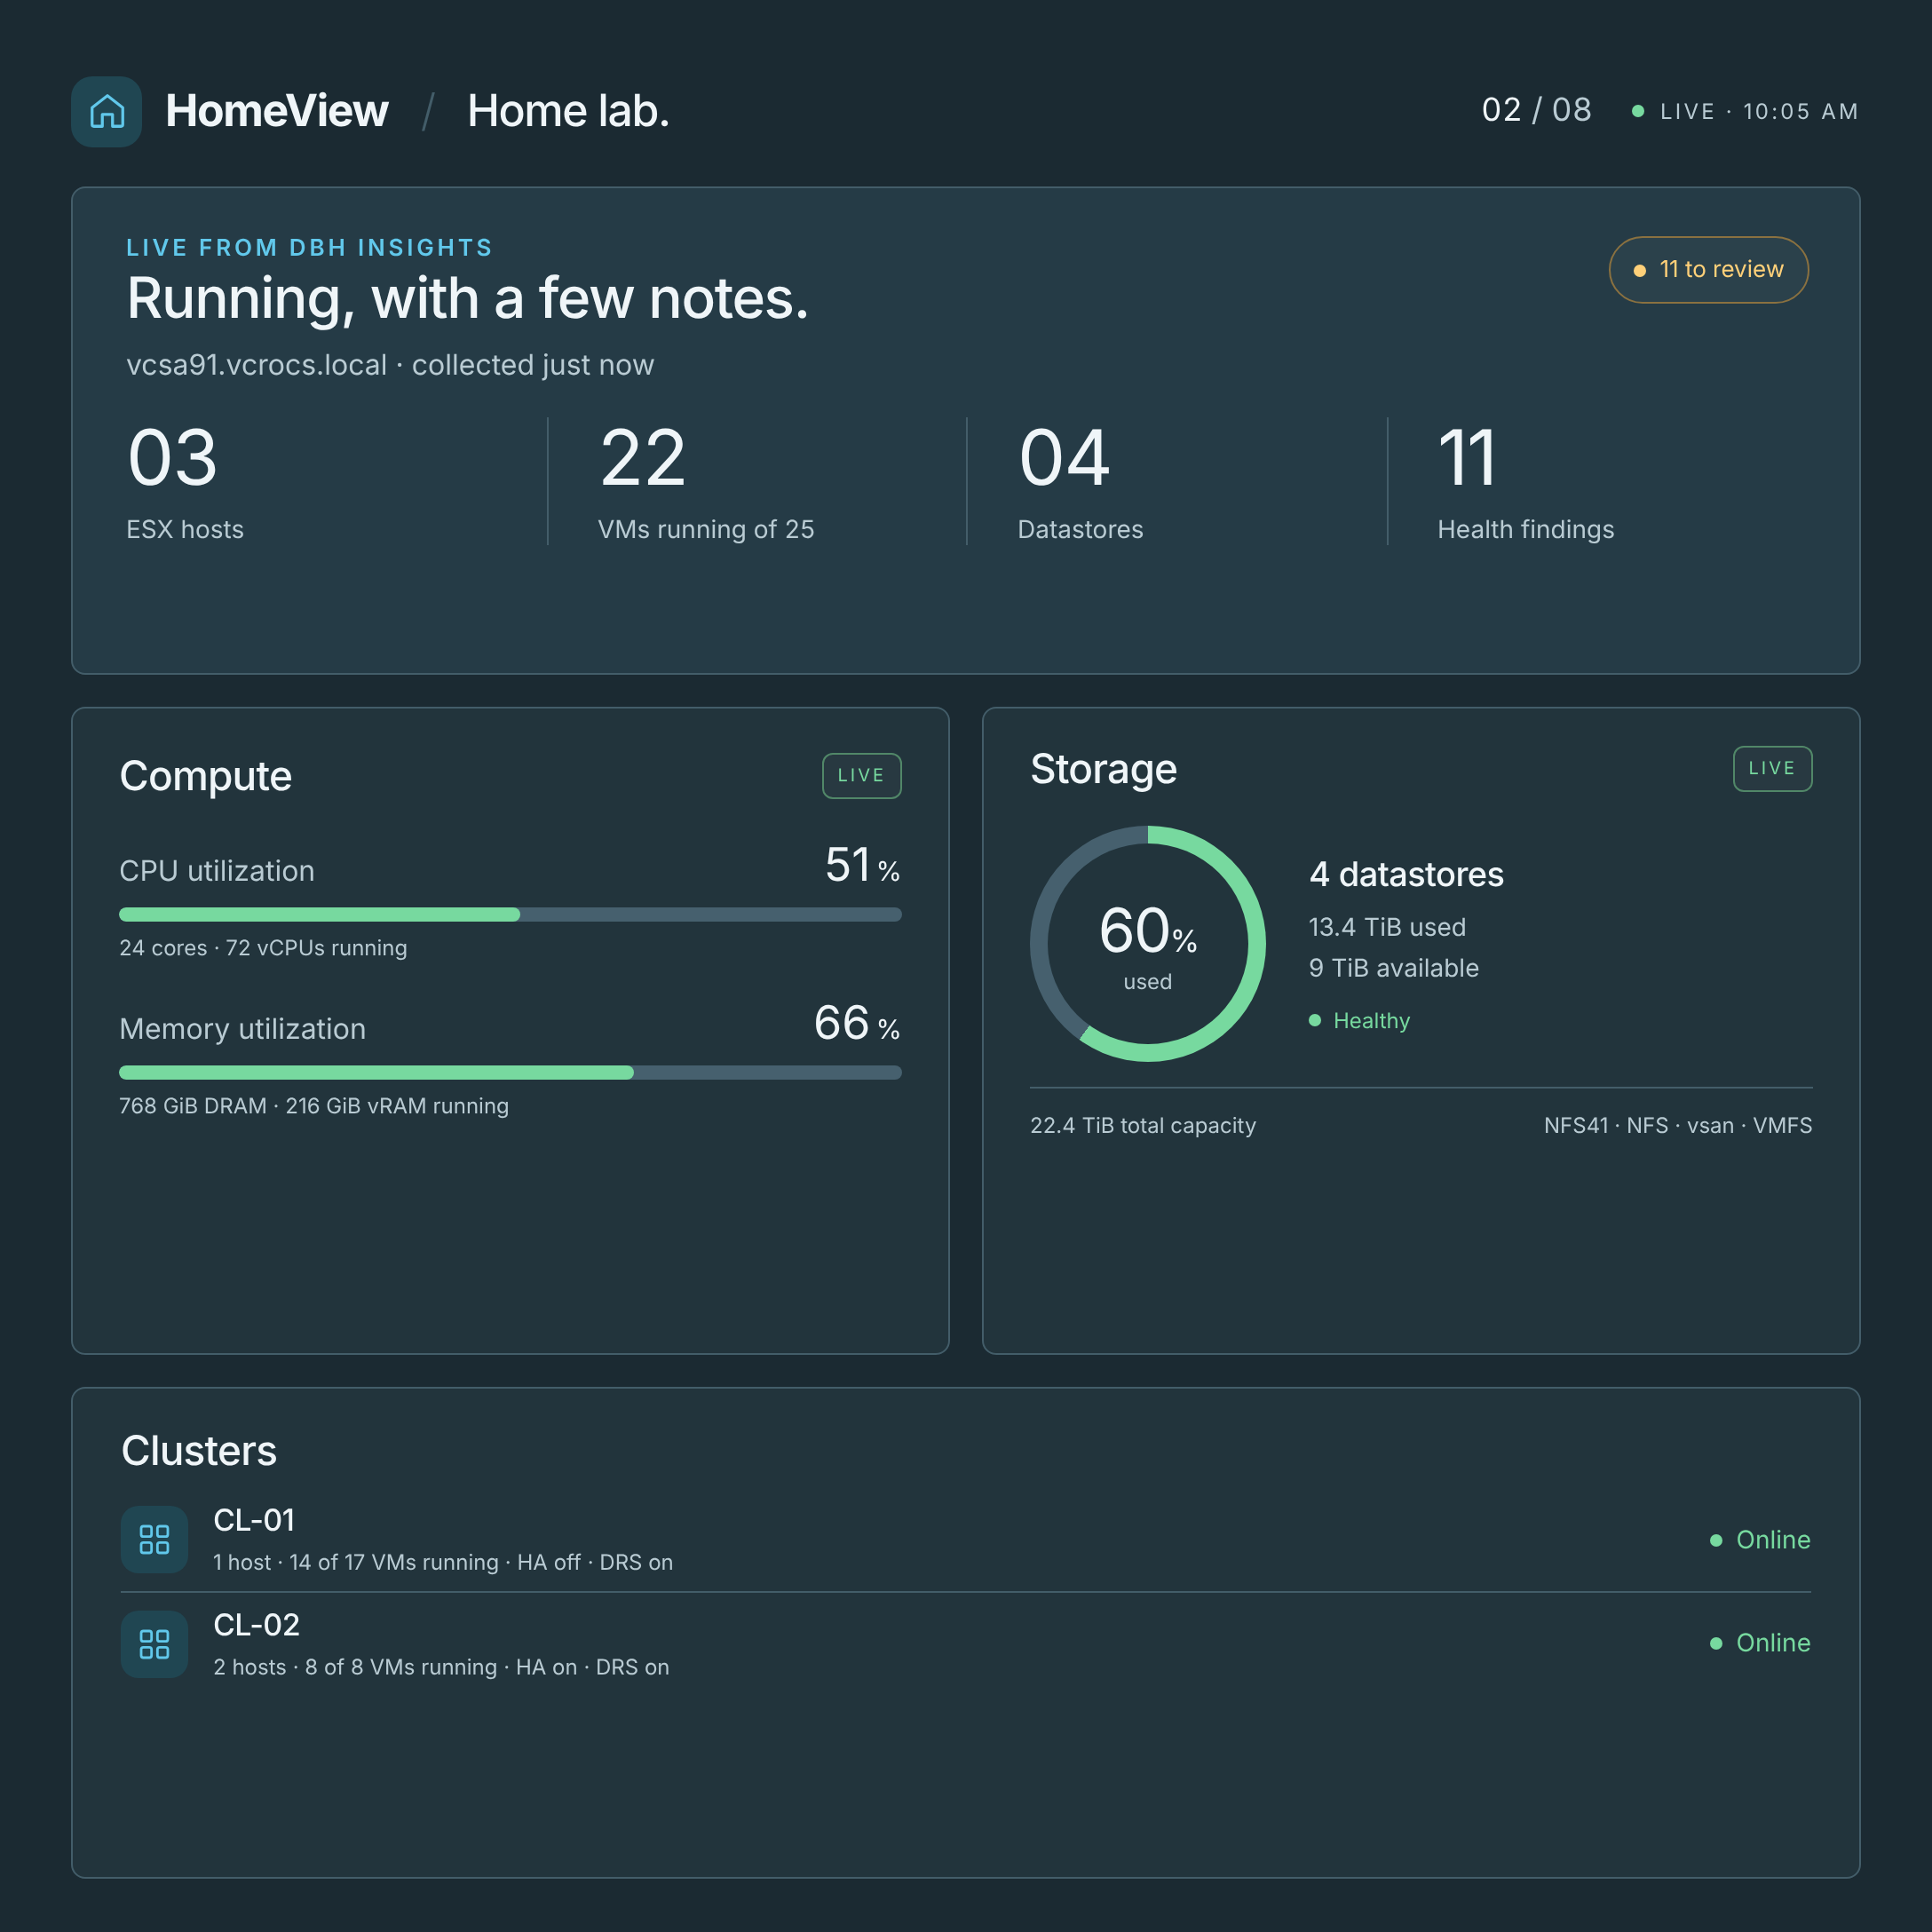 HomeView / Home lab.
02 / 08
LIVE · 10:05 AM
LIVE FROM DBH INSIGHTS
11 to review
Running, with a few notes.
vcsa91.vcrocs.local · collected just now
03
ESX hosts
22
VMs running of 25
04
Datastores
11
Health findings
Compute
LIVE
CPU utilization
51 %
24 cores · 72 vCPUs running
Memory utilization
66 %
768 GiB DRAM · 216 GiB vRAM running
Storage
LIVE
60%
used
4 datastores
13.4 TiB used
9 TiB available
Healthy
22.4 TiB total capacity
NFS41 · NFS · vsan · VMFS
Clusters
CL-01
1 host · 14 of 17 VMs running · HA off · DRS on
Online
CL-02
2 hosts · 8 of 8 VMs running · HA on · DRS on
Online